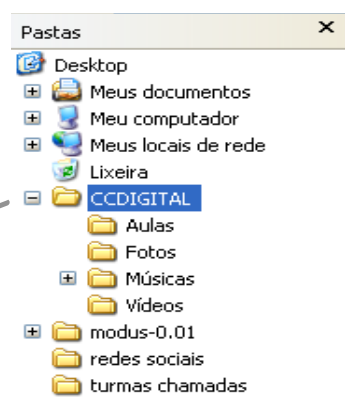 Pastas
Desktop
Meus documentos
Meu computador
Meus locais de rede
Lixeira
CCDIGITAL
Aulas
Fotos
Músicas
Vídeos
modus-0.01
redes sociais
turmas chamadas